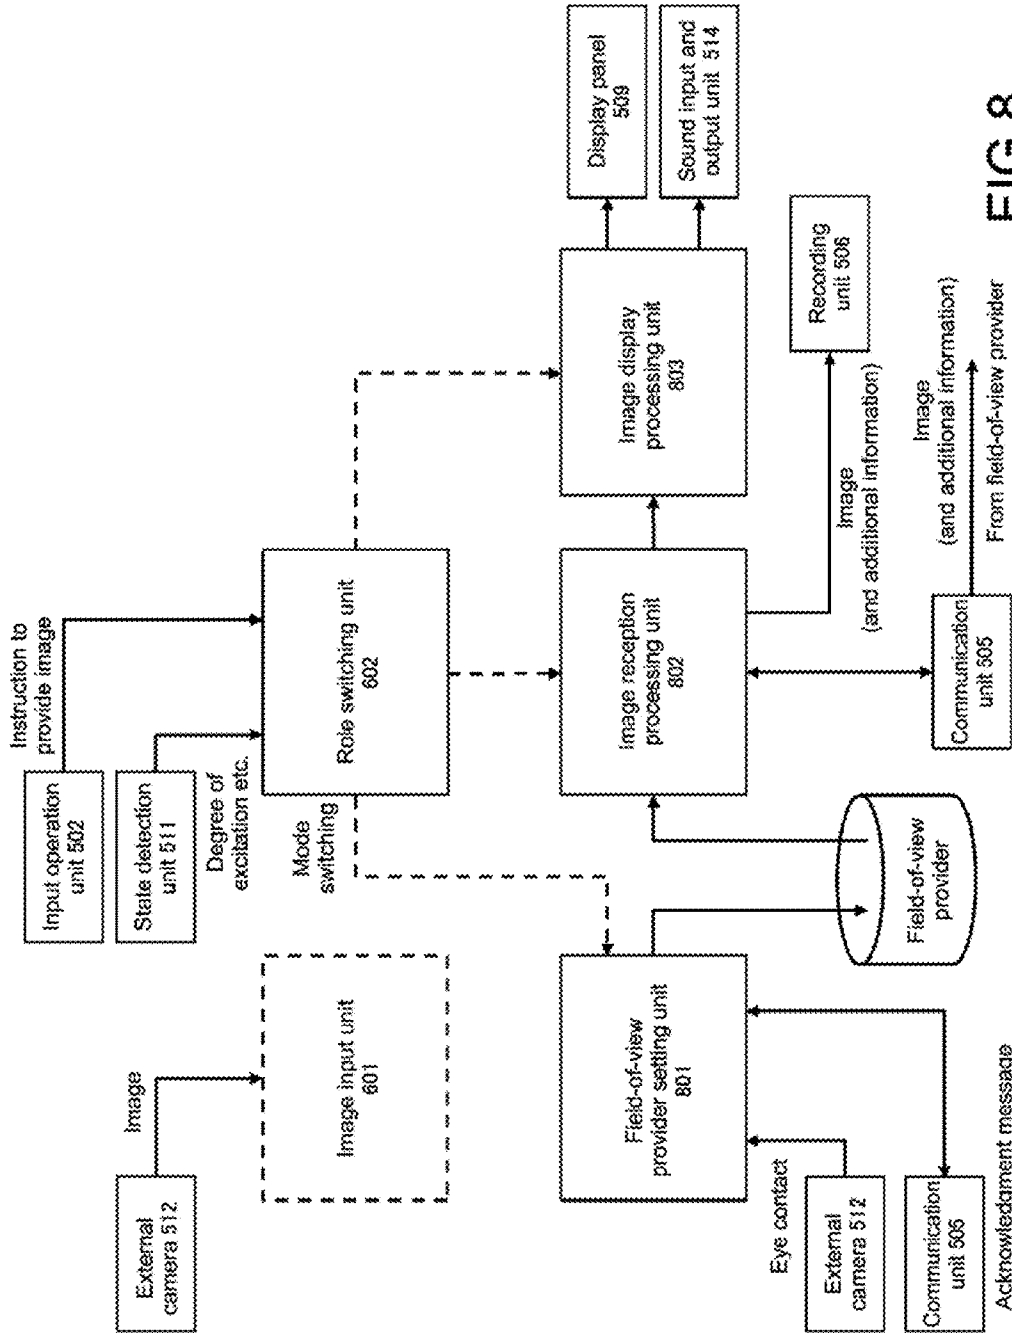 External
camera 512
Image
Image input unit
601
Input operation
unit 502
Instruction to
provide image
State detection
unit 511
Degree of
excitation etc.
Mode
switching
Role switching unit
602
Eye contact
External
camera 512
Communication
unit 505
Acknowledgment message
Field-of-view
provider setting unit
801
Field-of-view
provider
Image reception
processing unit
802
Communication
unit 505
Image
(and additional information)
From field-of-view provider
Image
(and additional information)
Recording
unit 506
Image display
processing unit
803
Display panel
509
Sound input and
output unit 514
FIG 8